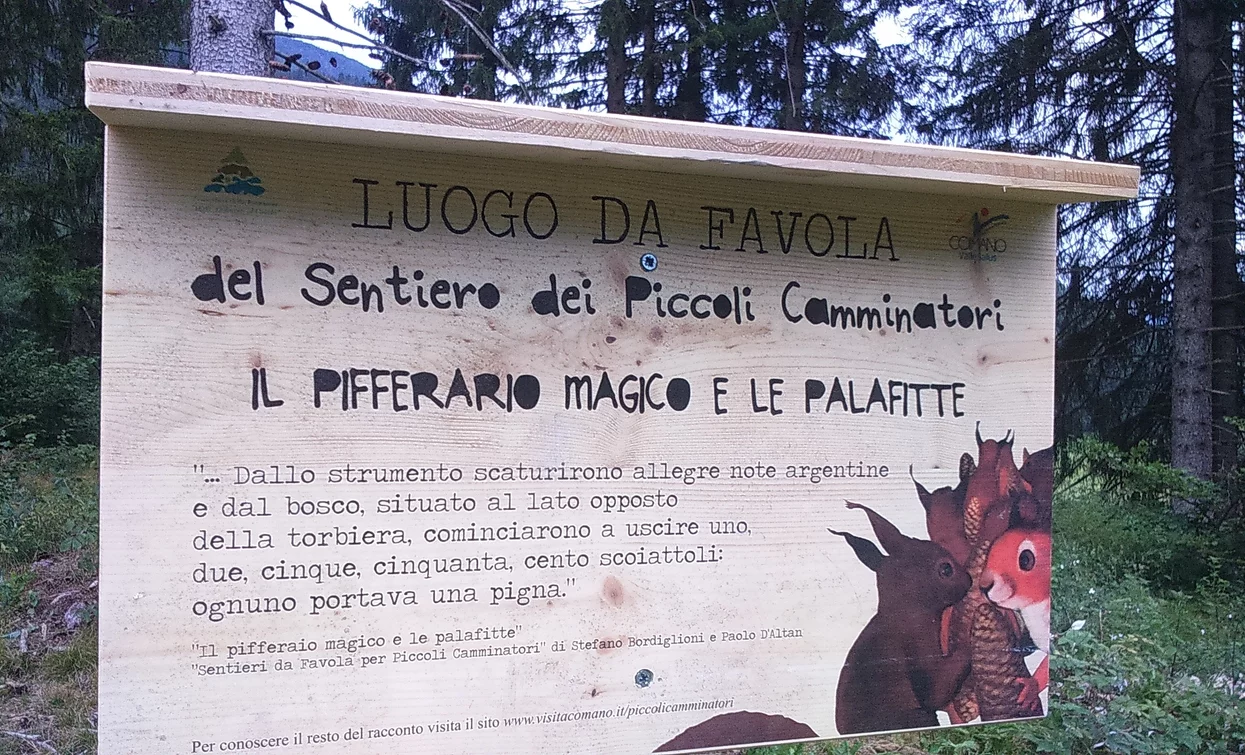 LUOGO DA FAVOLA
COMANO
del Sentiero dei Piccoli Camminatori
IL PIFFERARIO MAGICO E LE PALAFITTE
"... Dallo strumento scaturirono allegre note argentine
e dal bosco, situato al lato opposto
della torbiera, cominciarono a uscire uno,
due, cinque, cinquanta, cento scoiattoli:
ognuno portava una pigna."
"Il pifferaio magico e le palafitte"
"Sentieri da Favola per Piccoli Camminatori" di Stefano Bordiglioni e Paolo D'Altan
Per conoscere il resto del racconto visita il sito www.visitacomano.it/piccolicamminatori